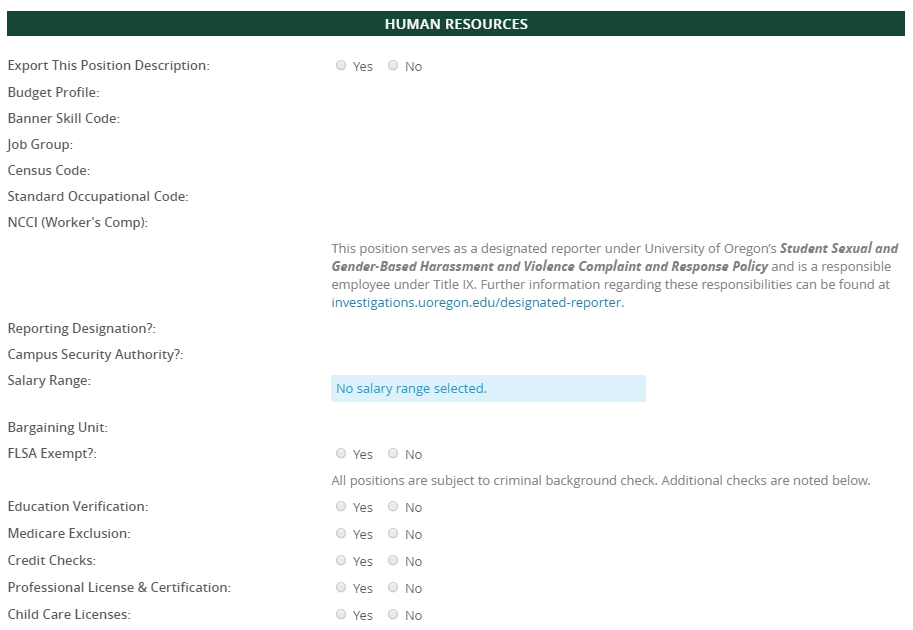 HUMAN RESOURCES
Export This Position Description: Yes No
Budget Profile:
Banner Skill Code:
Job Group:
Census Code:
Standard Occupational Code:
NCCI (Worker's Comp):
This position serves as a designated reporter under University of Oregon's Student Sexual and
Gender-Based Harassment and Violence Complaint and Response Policy and is a responsible
employee under Title IX. Further information regarding these responsibilities can be found at
investigations.uoregon.edu/designated-reporter.
Reporting Designation?:
Campus Security Authority?:
Salary Range: No salary range selected.
Bargaining Unit:
FLSA Exempt?: Yes No
All positions are subject to criminal background check. Additional checks are noted below.
Education Verification: Yes No
Medicare Exclusion: Yes No
Credit Checks: Yes No
Professional License & Certification: Yes No
Child Care Licenses: Yes No